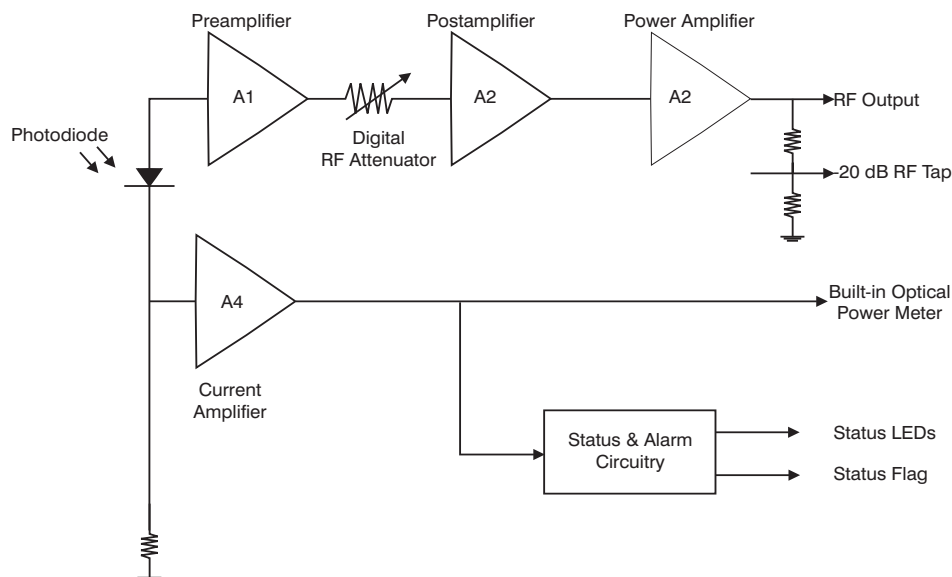 Preamplifier
Postamplifier
Power Amplifier
A1
A2
A2
RF Output
Photodiode
Digital
RF Attenuator
-20 dB RF Tap
A4
Built-in Optical
Power Meter
Current
Amplifier
Status & Alarm
Circuitry
Status LEDs
Status Flag